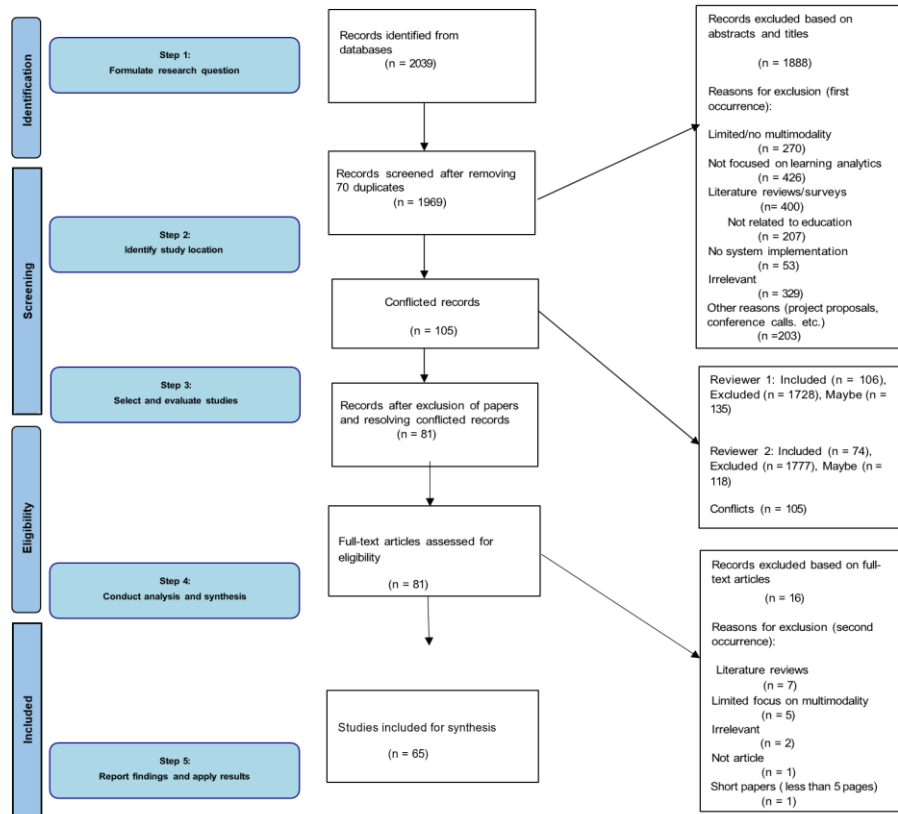 Identification
Screening
Eligibility
Included
Step 1:
Formulate research question
Step 2:
Identify study location
Step 3:
Select and evaluate studies
Step 4:
Conduct analysis and synthesis
Step 5:
Report findings and apply results
Records identified from
databases
(n = 2039)
Records screened after removing
70 duplicates
(n = 1969)
Conflicted records
(n = 105)
Records after exclusion of papers
and resolving conflicted records
(n = 81)
Full-text articles assessed for
eligibility
(n = 81)
Studies included for synthesis
(n = 65)
Records excluded based on
abstracts and titles
(n = 1888)
Reasons for exclusion (first
occurrence):
Limited/no multimodality
(n = 270)
Not focused on learning analytics
(n = 426)
Literature reviews/surveys
(n= 400)
Not related to education
(n = 207)
No system implementation
(n = 53)
Irrelevant
(n = 329)
Other reasons (project proposals,
conference calls. etc.)
(n =203)
Reviewer 1: Included (n = 106),
Excluded (n = 1728), Maybe (n =
135)
Reviewer 2: Included (n = 74),
Excluded (n = 1777), Maybe (n =
118)
Conflicts (n = 105)
Records excluded based on full-
text articles
(n = 16)
Reasons for exclusion (second
occurrence):
Literature reviews
(n = 7)
Limited focus on multimodality
(n = 5)
Irrelevant
(n = 2)
Not article
(n = 1)
Short papers ( less than 5 pages)
(n = 1)